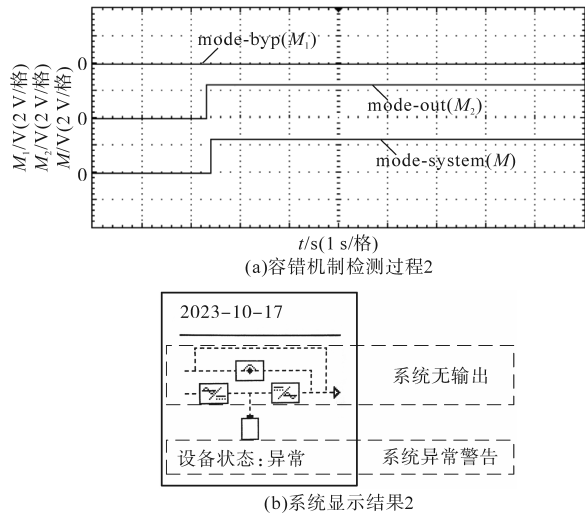 mode-byp(M₁)
0
mode-out(M₂)
0
mode-system(M)
0
M₁/V(2 V/格)
M₂/V(2 V/格)
M/V(2 V/格)
t/s(1 s/格)
(a)容错机制检测过程2
2023-10-17
系统无输出
设备状态:异常
系统异常警告
(b)系统显示结果2